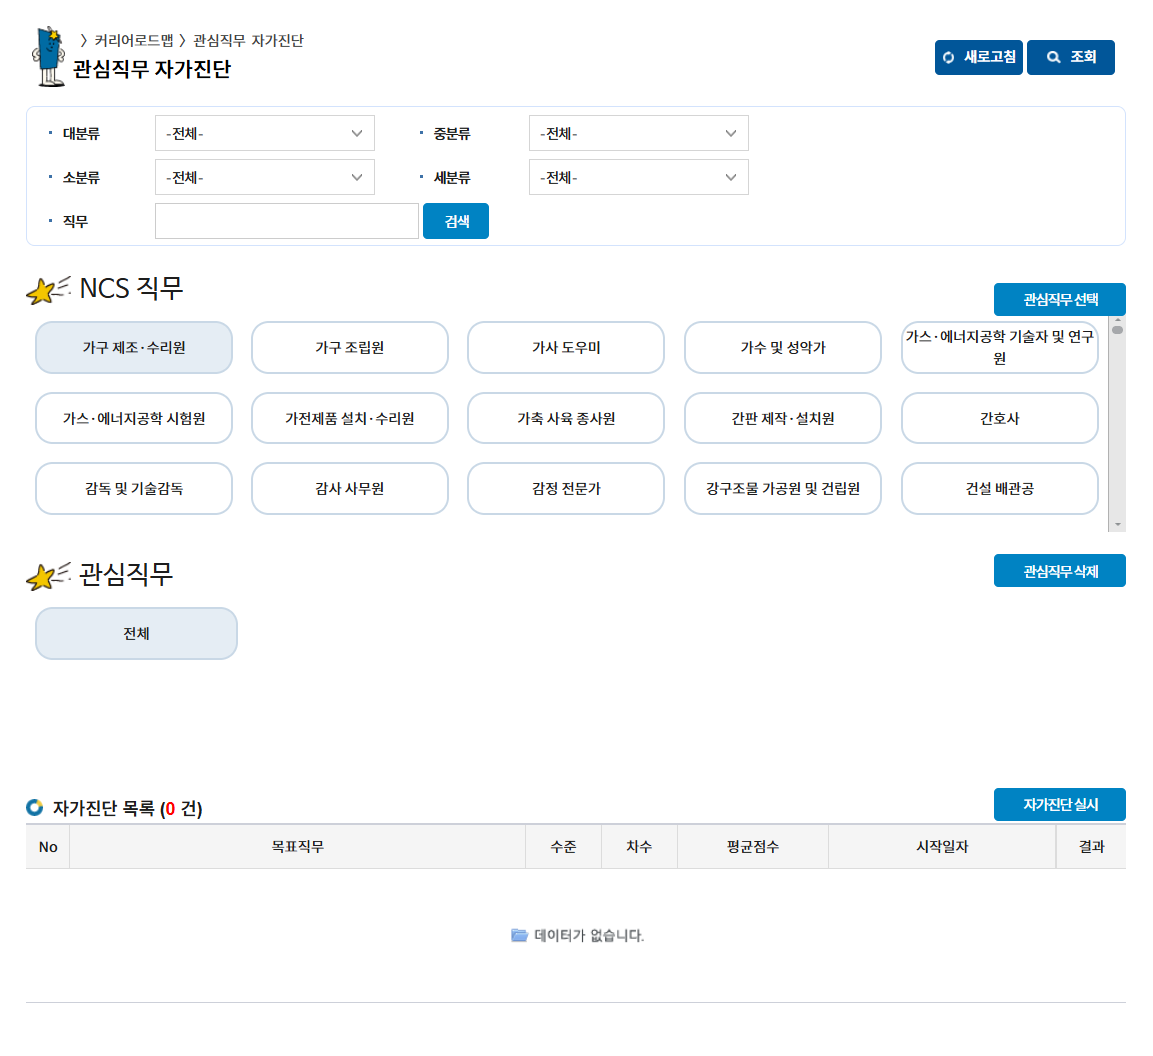 〉 커리어로드맵 〉 관심직무 자가진단
관심직무 자가진단
새로고침
조회
대분류
-전체-
중분류
-전체-
소분류
-전체-
세분류
-전체-
직무
검색
NCS 직무
관심직무 선택
가구 제조·수리원
가구 조립원
가사 도우미
가수 및 성악가
가스·에너지공학 기술자 및 연구
원
가스·에너지공학 시험원
가전제품 설치·수리원
가축 사육 종사원
간판 제작·설치원
간호사
감독 및 기술감독
감사 사무원
감정 전문가
강구조물 가공원 및 건립원
건설 배관공
관심직무
관심직무 삭제
전체
자가진단 목록 (0 건)
자가진단 실시
No
목표직무
수준
차수
평균점수
시작일자
결과
데이터가 없습니다.